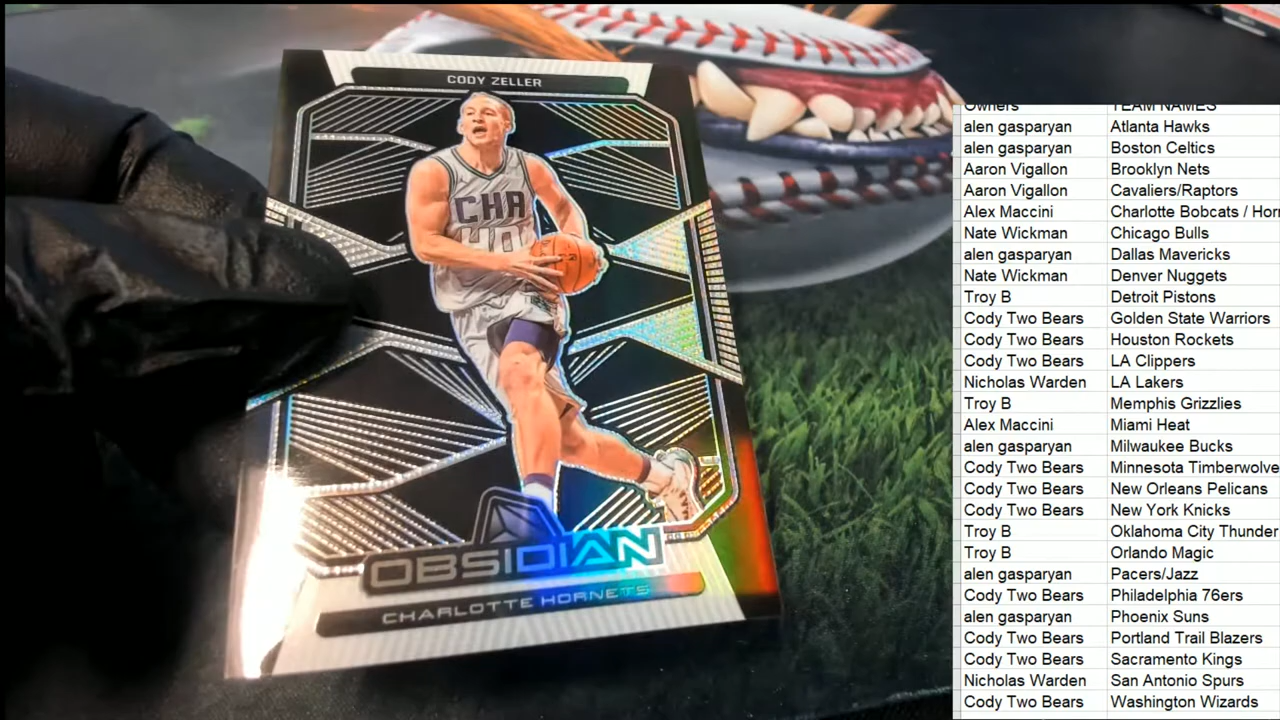 CODY ZELLER
CHA
HO
OBSIDIAN
CHARLOTTE HORNETS
Owners TEAM NAMES
alen gasparyan Atlanta Hawks
alen gasparyan Boston Celtics
Aaron Vigallon Brooklyn Nets
Aaron Vigallon Cavaliers/Raptors
Alex Maccini Charlotte Bobcats / Hor
Nate Wickman Chicago Bulls
alen gasparyan Dallas Mavericks
Nate Wickman Denver Nuggets
Troy B Detroit Pistons
Cody Two Bears Golden State Warriors
Cody Two Bears Houston Rockets
Cody Two Bears LA Clippers
Nicholas Warden LA Lakers
Troy B Memphis Grizzlies
Alex Maccini Miami Heat
alen gasparyan Milwaukee Bucks
Cody Two Bears Minnesota Timberwolve
Cody Two Bears New Orleans Pelicans
Cody Two Bears New York Knicks
Troy B Oklahoma City Thunder
Troy B Orlando Magic
alen gasparyan Pacers/Jazz
Cody Two Bears Philadelphia 76ers
alen gasparyan Phoenix Suns
Cody Two Bears Portland Trail Blazers
Cody Two Bears Sacramento Kings
Nicholas Warden San Antonio Spurs
Cody Two Bears Washington Wizards